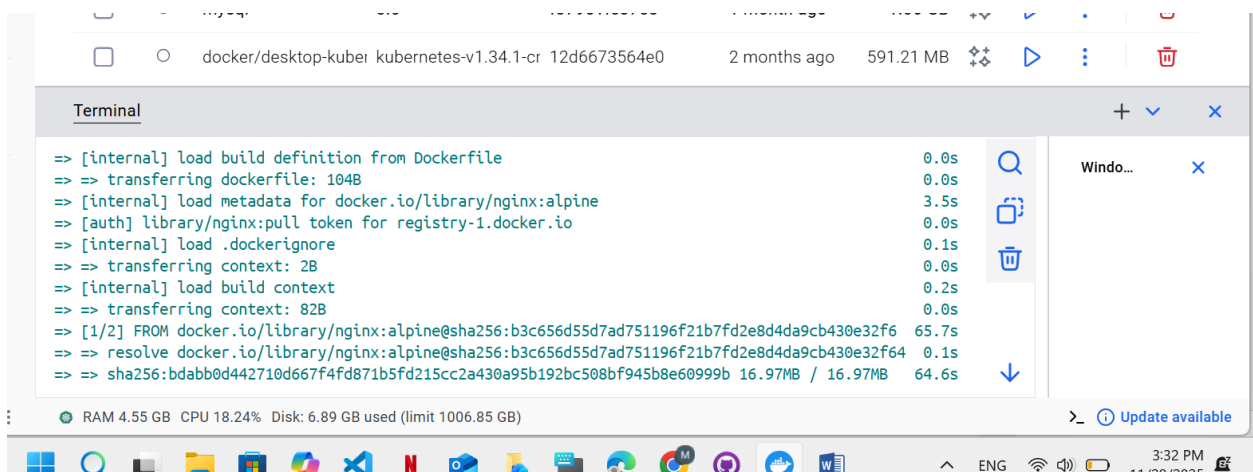 docker/desktop-kuber kubernetes-v1.34.1-cr 12d6673564e0 2 months ago 591.21 MB
Terminal
=> [internal] load build definition from Dockerfile 0.0s
=> => transferring dockerfile: 104B 0.0s
=> [internal] load metadata for docker.io/library/nginx:alpine 3.5s
=> [auth] library/nginx:pull token for registry-1.docker.io 0.0s
=> [internal] load .dockerignore 0.1s
=> => transferring context: 2B 0.0s
=> [internal] load build context 0.2s
=> => transferring context: 82B 0.0s
=> [1/2] FROM docker.io/library/nginx:alpine@sha256:b3c656d55d7ad751196f21b7fd2e8d4da9cb430e32f6 65.7s
=> => resolve docker.io/library/nginx:alpine@sha256:b3c656d55d7ad751196f21b7fd2e8d4da9cb430e32f64 0.1s
=> => sha256:bdabb0d442710d667f4fd871b5fd215cc2a430a95b192bc508bf945b8e60999b 16.97MB / 16.97MB 64.6s
Windo...
RAM 4.55 GB CPU 18.24% Disk: 6.89 GB used (limit 1006.85 GB)
Update available
ENG
3:32 PM